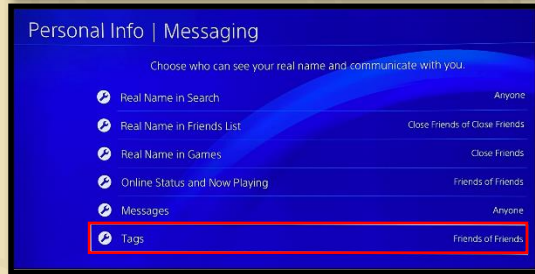 Personal Info | Messaging
Choose who can see your real name and communicate with you.
Real Name in Search Anyone
Real Name in Friends List Close Friends of Close Friends
Real Name in Games Close Friends
Online Status and Now Playing Friends of Friends
Messages Anyone
Tags Friends of Friends